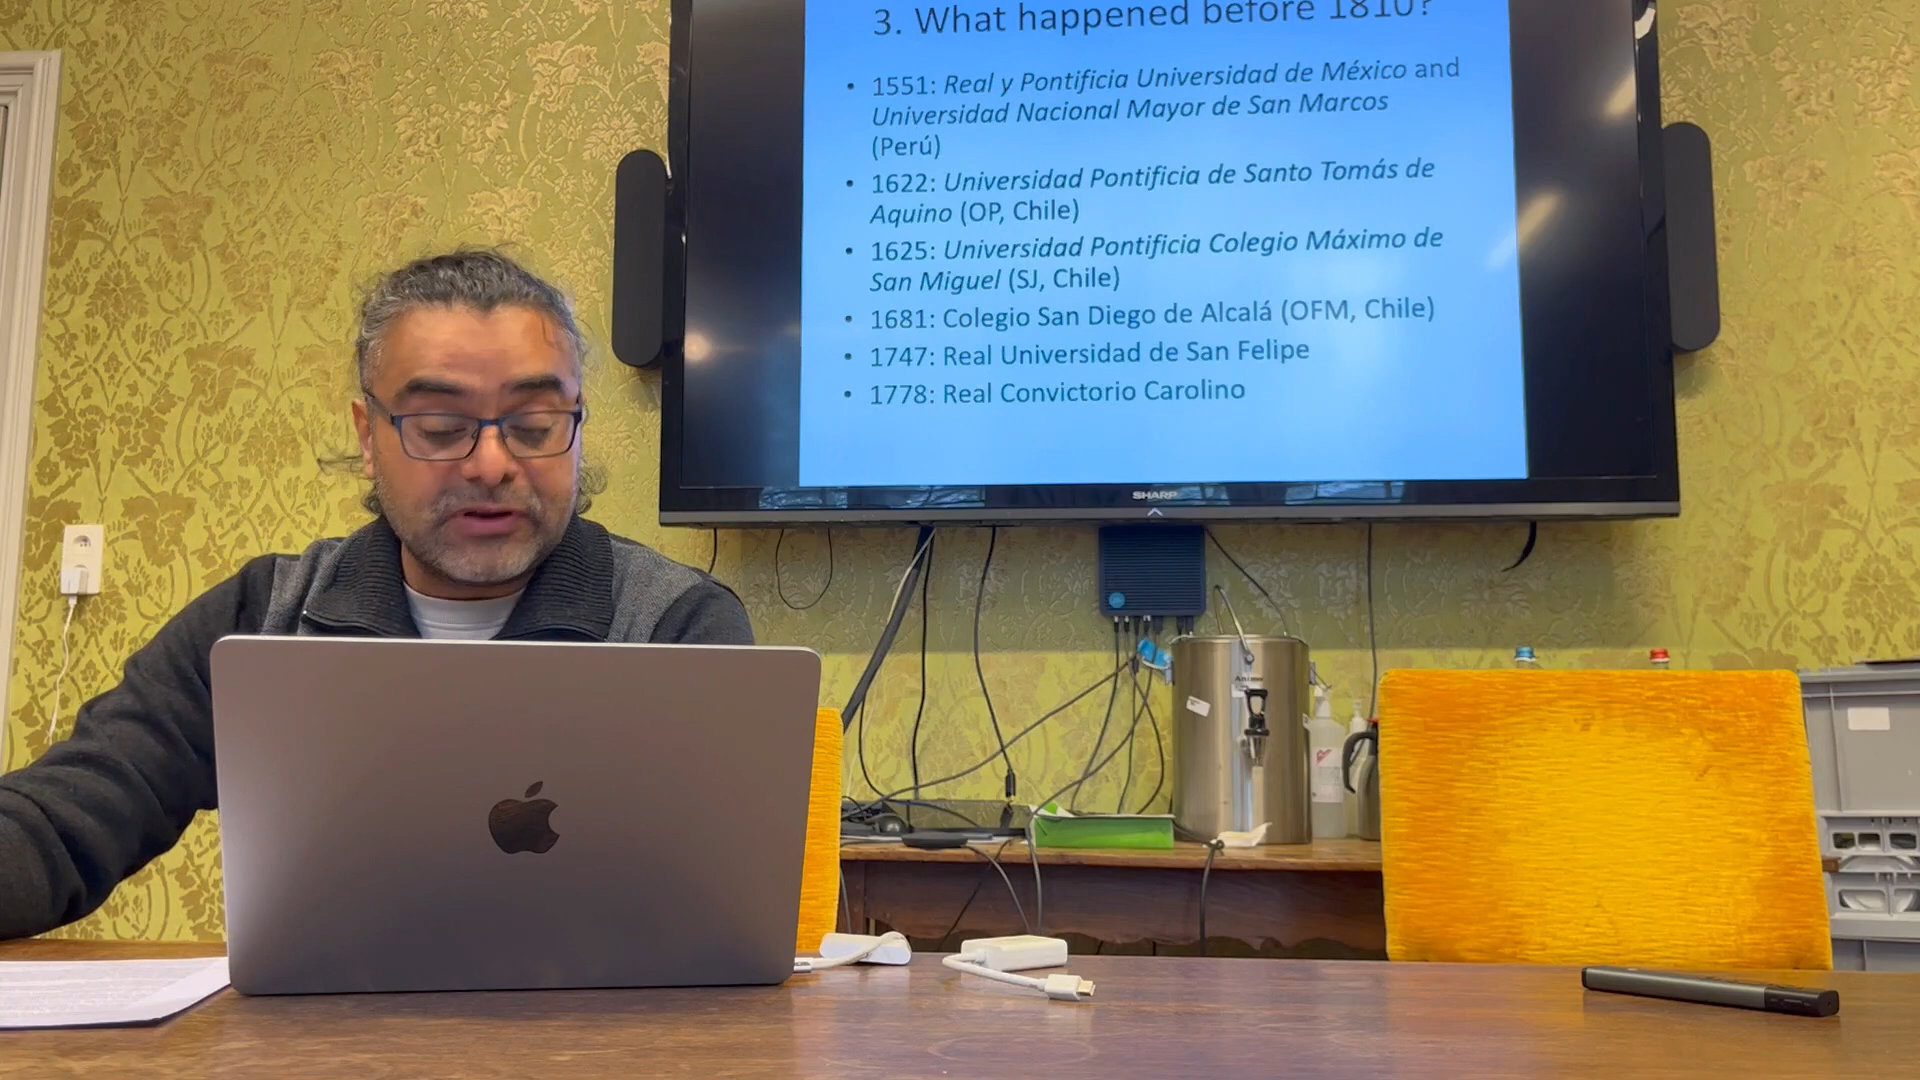 3. What happened before 1810?
• 1551: Real y Pontificia Universidad de México and
Universidad Nacional Mayor de San Marcos
(Perú)
• 1622: Universidad Pontificia de Santo Tomás de
Aquino (OP, Chile)
• 1625: Universidad Pontificia Colegio Máximo de
San Miguel (SJ, Chile)
• 1681: Colegio San Diego de Alcalá (OFM, Chile)
• 1747: Real Universidad de San Felipe
• 1778: Real Convictorio Carolino
SHARP
Animo